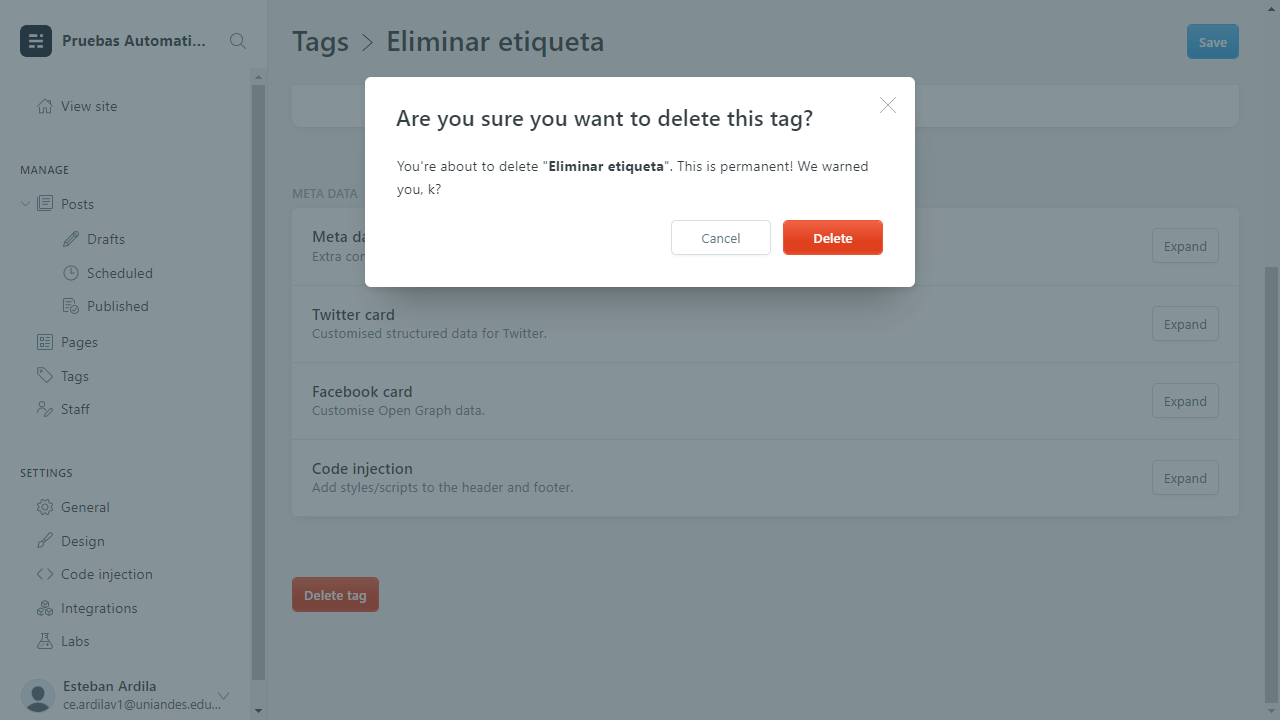 Pruebas Automati...
View site
MANAGE
Posts
Drafts
Scheduled
Published
Pages
Tags
Staff
SETTINGS
General
Design
Code injection
Integrations
Labs
Esteban Ardila
ce.ardilav1@uniandes.edu...
Tags > Eliminar etiqueta
Save
Are you sure you want to delete this tag?
You're about to delete "Eliminar etiqueta". This is permanent! We warned
you, k?
Cancel
Delete
META DATA
Meta da
Extra con
Expand
Twitter card
Customised structured data for Twitter.
Expand
Facebook card
Customise Open Graph data.
Expand
Code injection
Add styles/scripts to the header and footer.
Expand
Delete tag